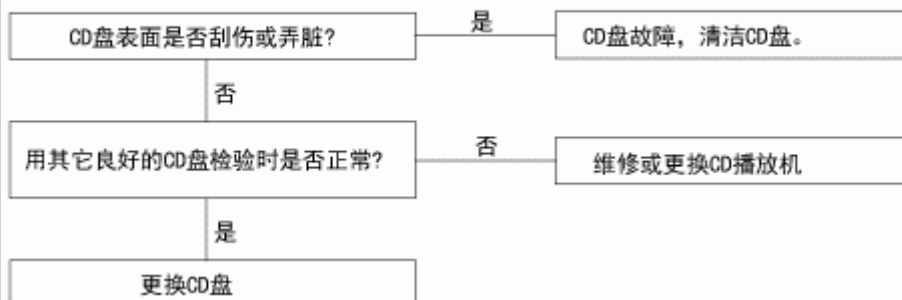 CD盘表面是否刮伤或弄脏?
是
CD盘故障，清洁CD盘。
否
用其它良好的CD盘检验时是否正常?
否
维修或更换CD播放机
是
更换CD盘